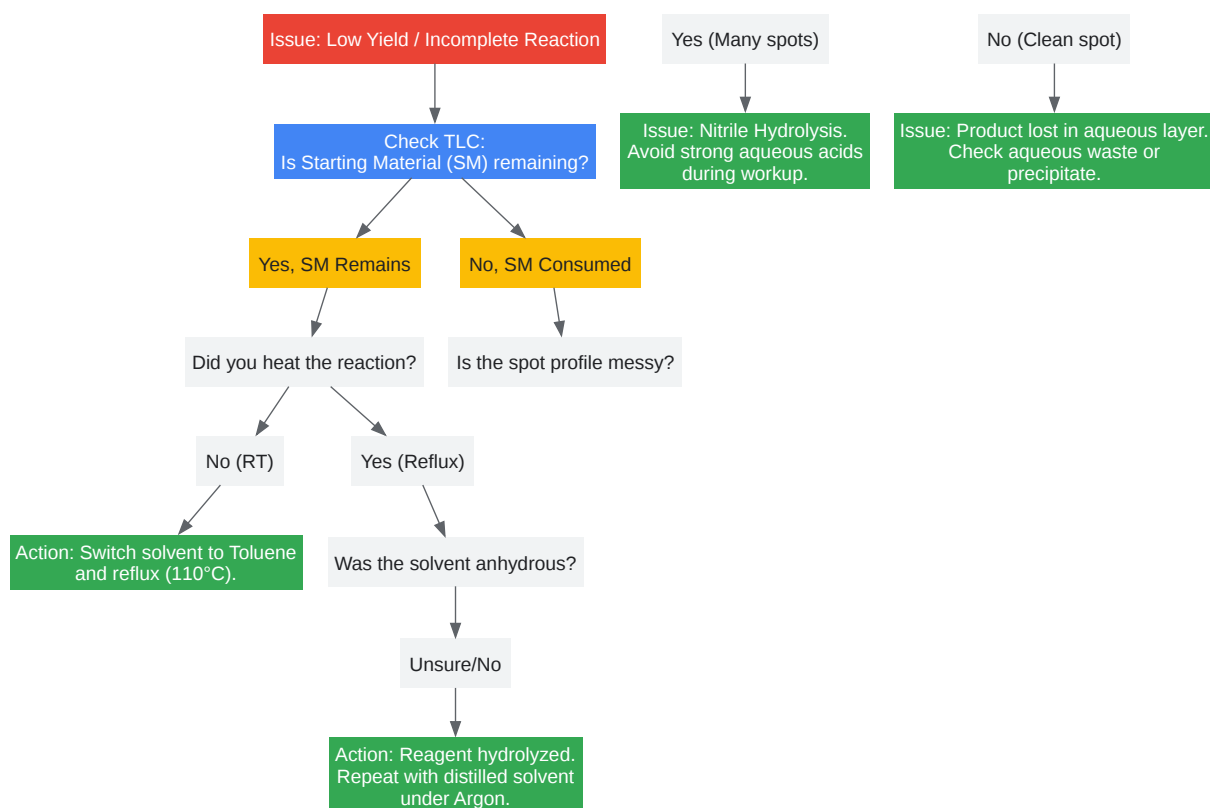 Issue: Low Yield / Incomplete Reaction
Yes (Many spots)
No (Clean spot)
Check TLC:
Is Starting Material (SM) remaining?
Issue: Nitrile Hydrolysis.
Avoid strong aqueous acids
during workup.
Issue: Product lost in aqueous layer.
Check aqueous waste or
precipitate.
Yes, SM Remains
No, SM Consumed
Did you heat the reaction?
Is the spot profile messy?
No (RT)
Yes (Reflux)
Action: Switch solvent to Toluene
and reflux (110°C).
Was the solvent anhydrous?
Unsure/No
Action: Reagent hydrolyzed.
Repeat with distilled solvent
under Argon.